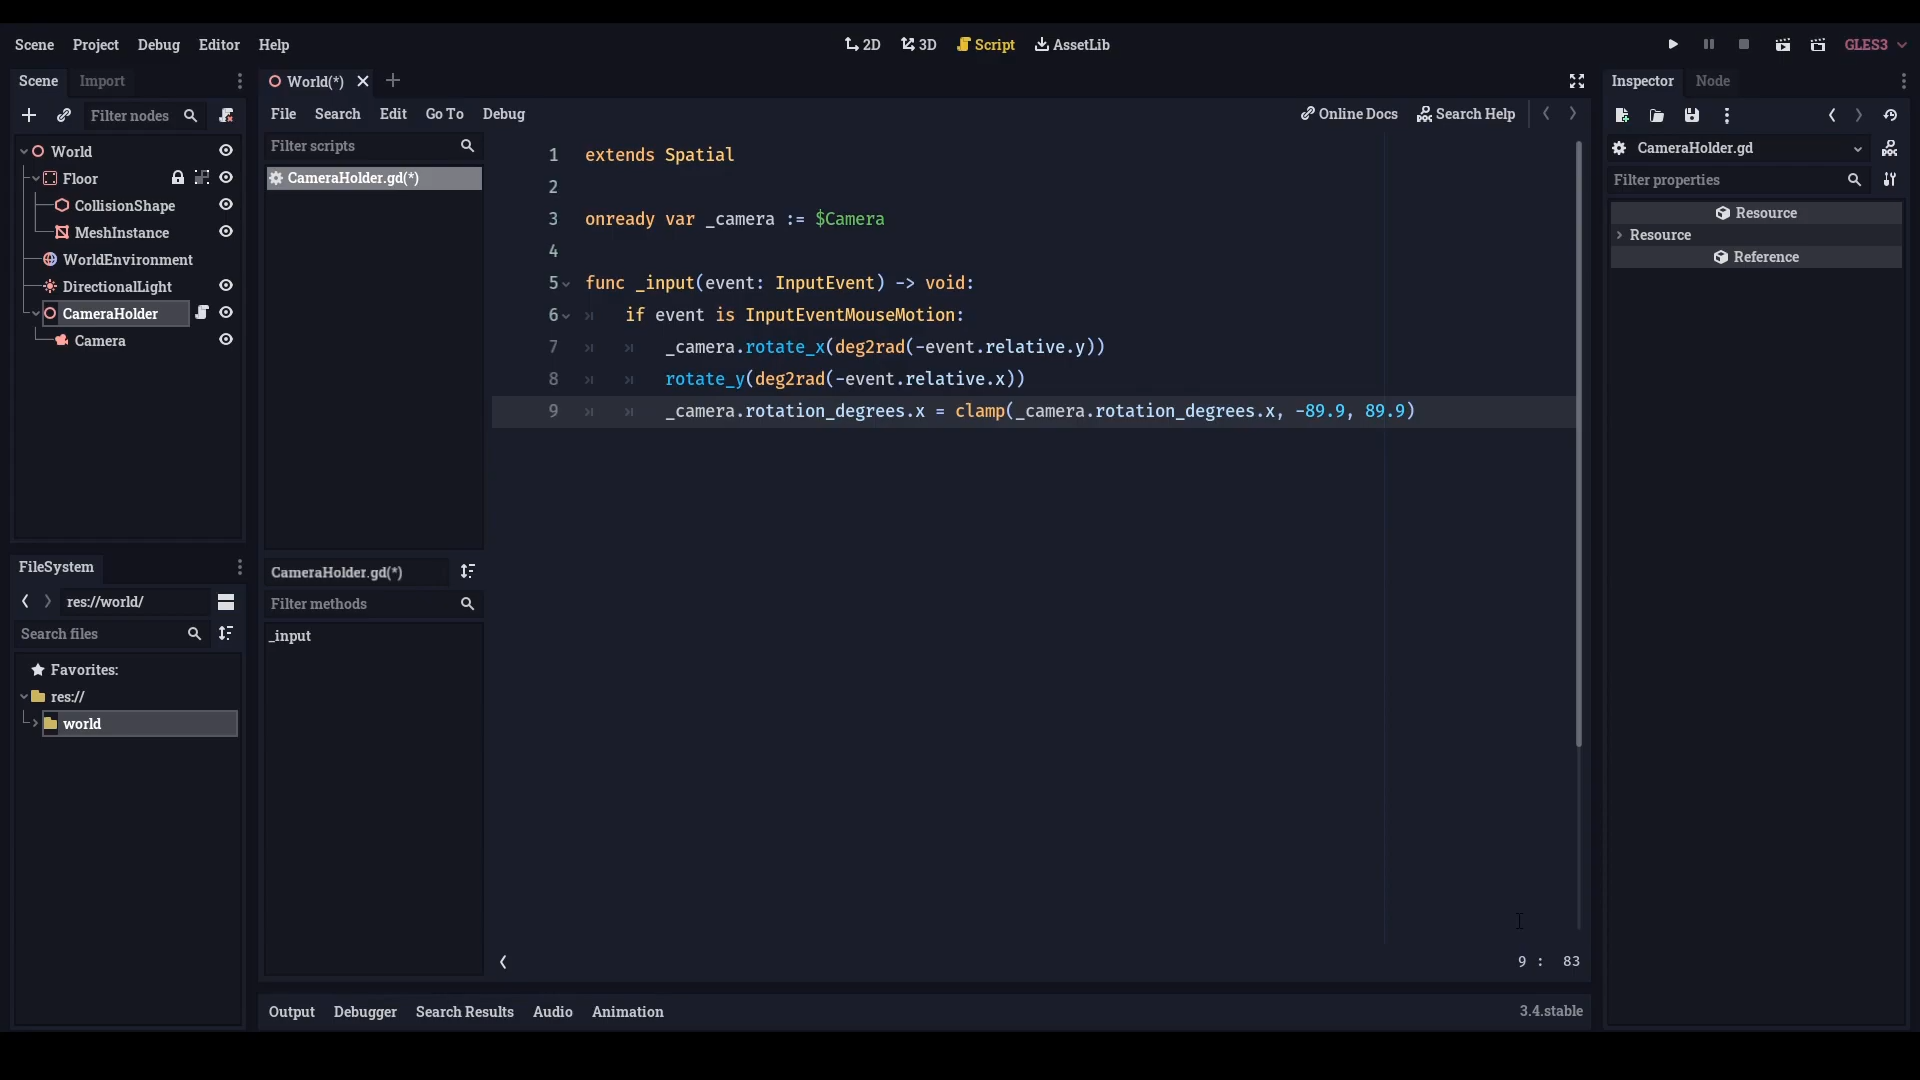 Scene Project Debug Editor Help 2D 3D Script AssetLib GLES3
Scene Import
Filter nodes
World
Floor
CollisionShape
MeshInstance
WorldEnvironment
DirectionalLight
CameraHolder
Camera
FileSystem
res://world/
Search files
Favorites:
res://
world
World(*)
File Search Edit Go To Debug Online Docs Search Help
Filter scripts
CameraHolder.gd(*)
CameraHolder.gd(*)
Filter methods
_input
1 extends Spatial
2
3 onready var _camera := $Camera
4
5 func _input(event: InputEvent) -> void:
6 if event is InputEventMouseMotion:
7 _camera.rotate_x(deg2rad(-event.relative.y))
8 rotate_y(deg2rad(-event.relative.x))
9 _camera.rotation_degrees.x = clamp(_camera.rotation_degrees.x, -89.9, 89.9)
9 : 83
Output Debugger Search Results Audio Animation 3.4.stable
Inspector Node
CameraHolder.gd
Filter properties
Resource
Resource
Reference